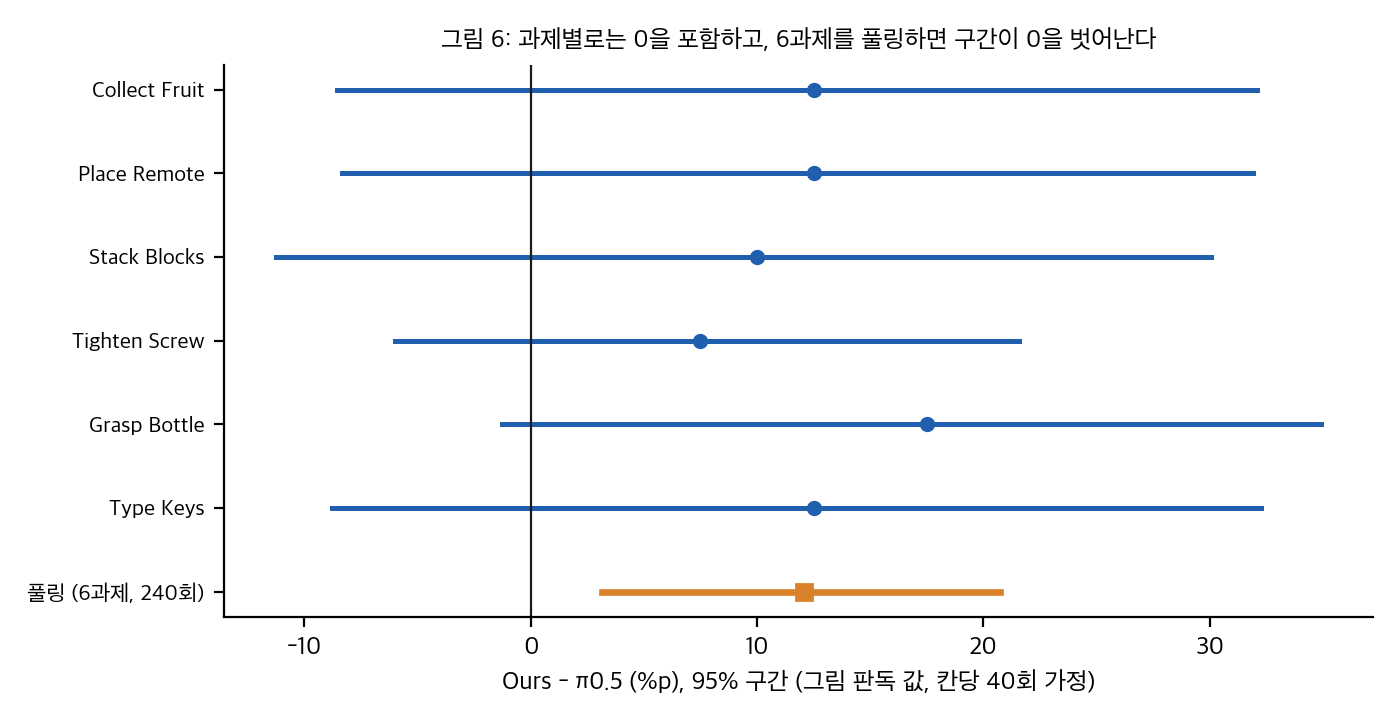 그림 6: 과제별로는 0을 포함하고, 6과제를 풀링하면 구간이 0을 벗어난다
Collect Fruit
Place Remote
Stack Blocks
Tighten Screw
Grasp Bottle
Type Keys
풀링 (6과제, 240회)
−10 0 10 20 30
Ours − π0.5 (%p), 95% 구간 (그림 판독 값, 칸당 40회 가정)